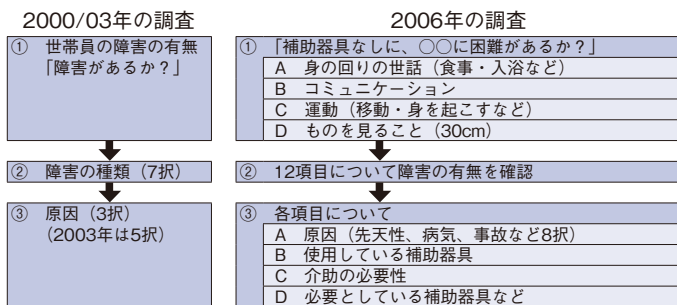 2000/03年の調査
① 世帯員の障害の有無
「障害があるか？」
② 障害の種類（7択）
③ 原因（3択）
（2003年は5択）
2006年の調査
① 「補助器具なしに、○○に困難があるか？」
A 身の回りの世話（食事・入浴など）
B コミュニケーション
C 運動（移動・身を起こすなど）
D ものを見ること（30cm）
② 12項目について障害の有無を確認
③ 各項目について
A 原因（先天性、病気、事故など8択）
B 使用している補助器具
C 介助の必要性
D 必要としている補助器具など